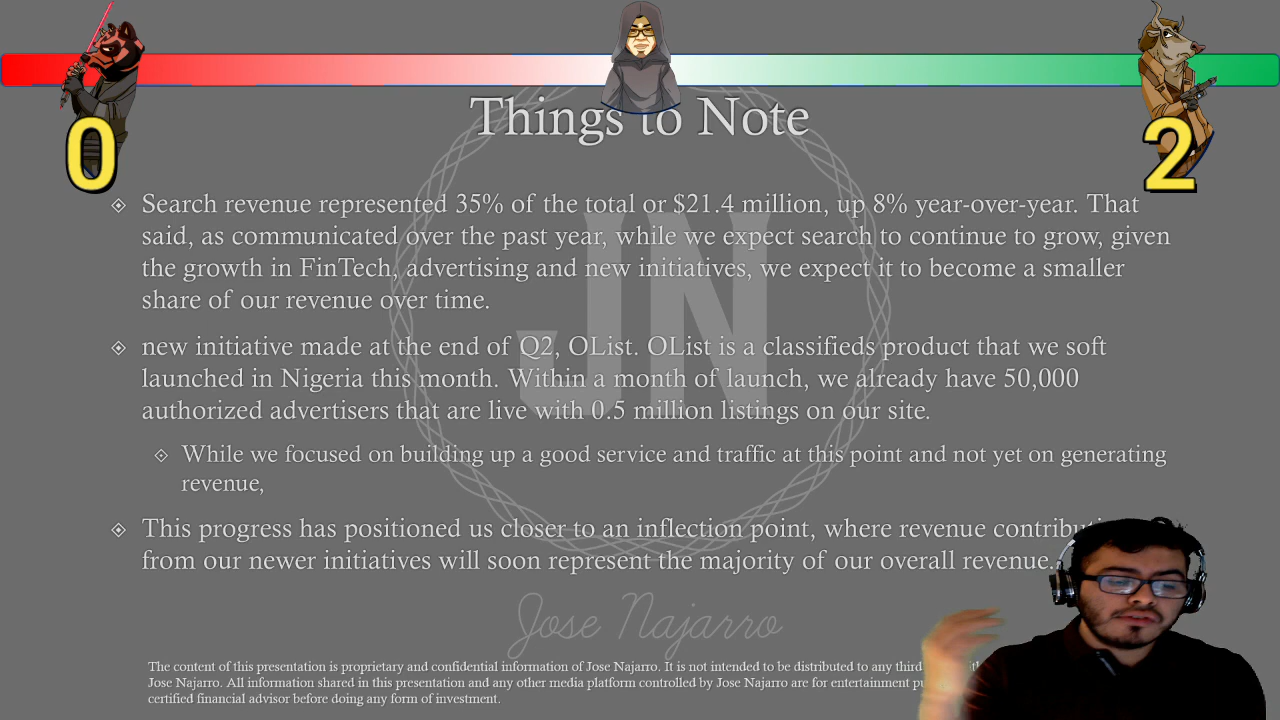 0
2
Things to Note
Search revenue represented 35% of the total or $21.4 million, up 8% year-over-year. That
said, as communicated over the past year, while we expect search to continue to grow, given
the growth in FinTech, advertising and new initiatives, we expect it to become a smaller
share of our revenue over time.
new initiative made at the end of Q2, OList. OList is a classifieds product that we soft
launched in Nigeria this month. Within a month of launch, we already have 50,000
authorized advertisers that are live with 0.5 million listings on our site.
While we focused on building up a good service and traffic at this point and not yet on generating
revenue,
This progress has positioned us closer to an inflection point, where revenue
from our newer initiatives will soon represent the majority of our overall revenue.
JN
Jose Najarro
The content of this presentation is proprietary and confidential information of Jose Najarro. It is not intended to be distributed to any third
Jose Najarro. All information shared in this presentation and any other media platform controlled by Jose Najarro are for entertainment
certified financial advisor before doing any form of investment.